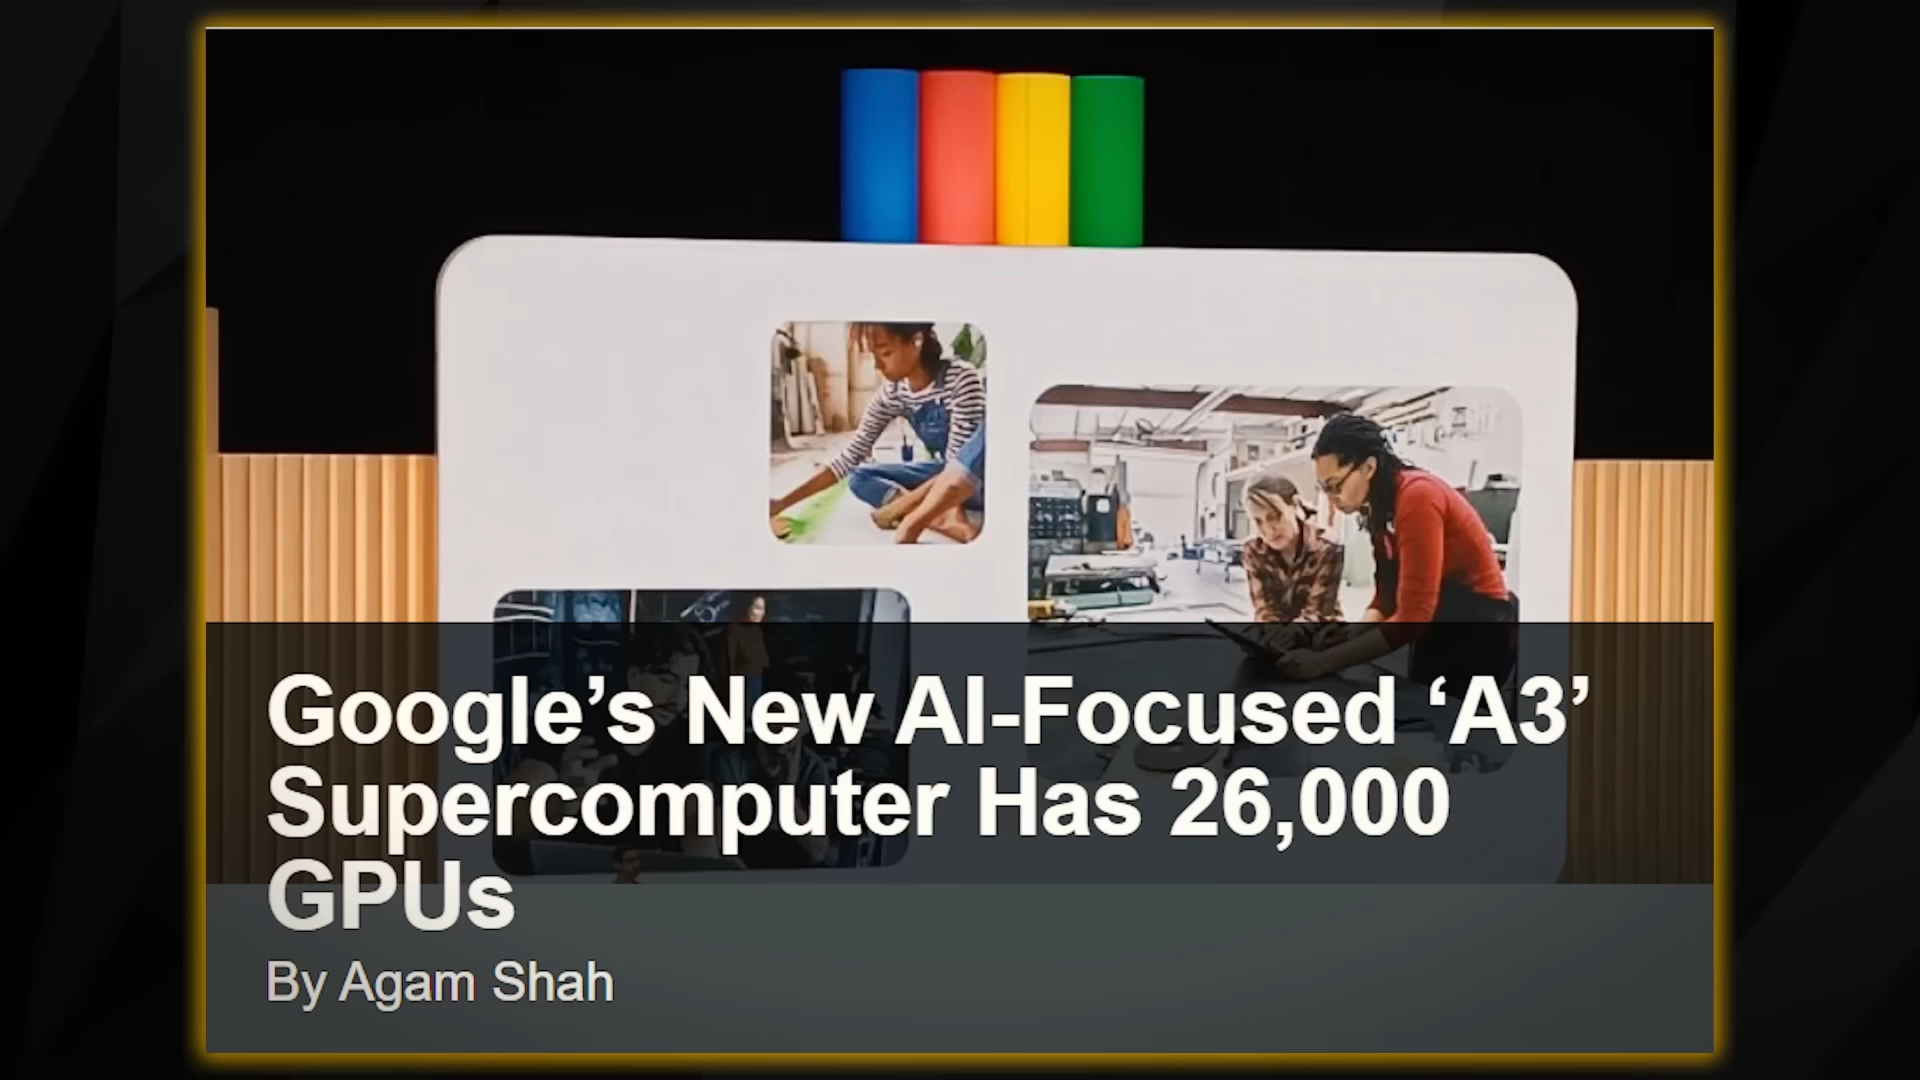 Google’s New AI-Focused ‘A3’
Supercomputer Has 26,000
GPUs
By Agam Shah